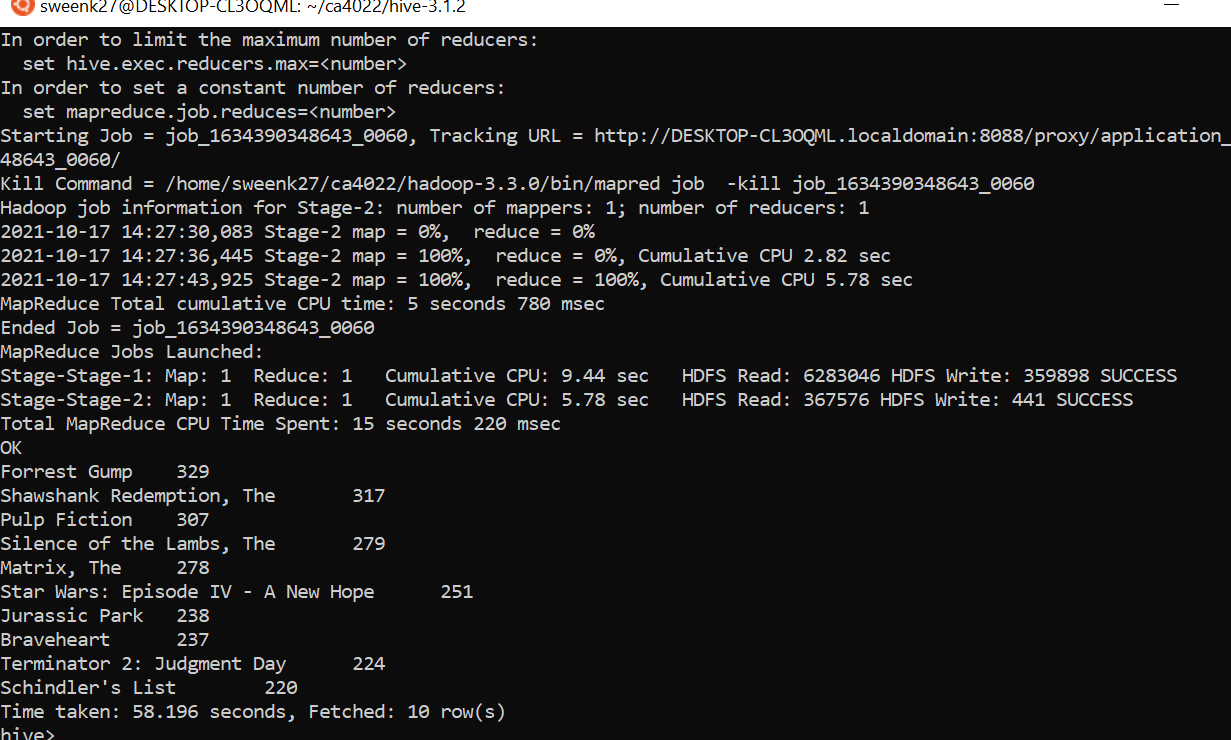 sweenk27@DESKTOP-CL3OQML: ~/ca4022/hive-3.1.2
In order to limit the maximum number of reducers:
  set hive.exec.reducers.max=<number>
In order to set a constant number of reducers:
  set mapreduce.job.reduces=<number>
Starting Job = job_1634390348643_0060, Tracking URL = http://DESKTOP-CL3OQML.localdomain:8088/proxy/application_
48643_0060/
Kill Command = /home/sweenk27/ca4022/hadoop-3.3.0/bin/mapred job  -kill job_1634390348643_0060
Hadoop job information for Stage-2: number of mappers: 1; number of reducers: 1
2021-10-17 14:27:30,083 Stage-2 map = 0%,  reduce = 0%
2021-10-17 14:27:36,445 Stage-2 map = 100%,  reduce = 0%, Cumulative CPU 2.82 sec
2021-10-17 14:27:43,925 Stage-2 map = 100%,  reduce = 100%, Cumulative CPU 5.78 sec
MapReduce Total cumulative CPU time: 5 seconds 780 msec
Ended Job = job_1634390348643_0060
MapReduce Jobs Launched:
Stage-Stage-1: Map: 1  Reduce: 1   Cumulative CPU: 9.44 sec   HDFS Read: 6283046 HDFS Write: 359898 SUCCESS
Stage-Stage-2: Map: 1  Reduce: 1   Cumulative CPU: 5.78 sec   HDFS Read: 367576 HDFS Write: 441 SUCCESS
Total MapReduce CPU Time Spent: 15 seconds 220 msec
OK
Forrest Gump    329
Shawshank Redemption, The       317
Pulp Fiction    307
Silence of the Lambs, The       279
Matrix, The     278
Star Wars: Episode IV - A New Hope      251
Jurassic Park   238
Braveheart      237
Terminator 2: Judgment Day      224
Schindler's List        220
Time taken: 58.196 seconds, Fetched: 10 row(s)
hive>